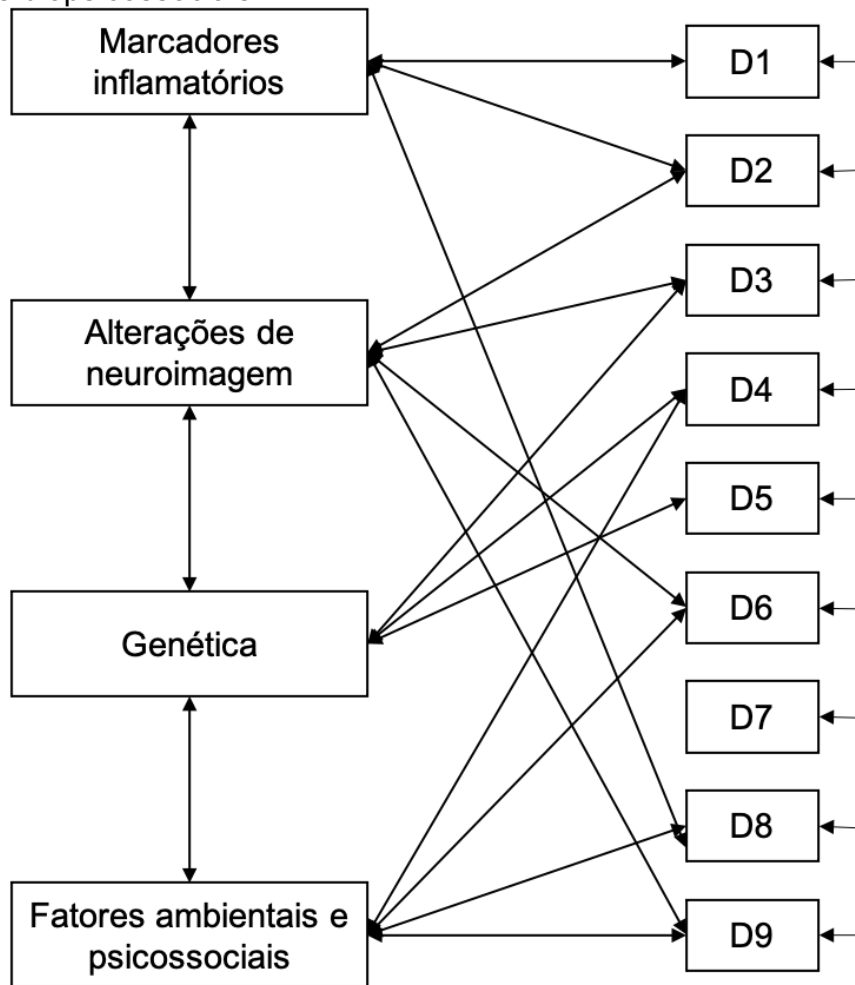 Marcadores
inflamatórios
Alterações de
neuroimagem
Genética
Fatores ambientais e
psicossociais
D1
D2
D3
D4
D5
D6
D7
D8
D9